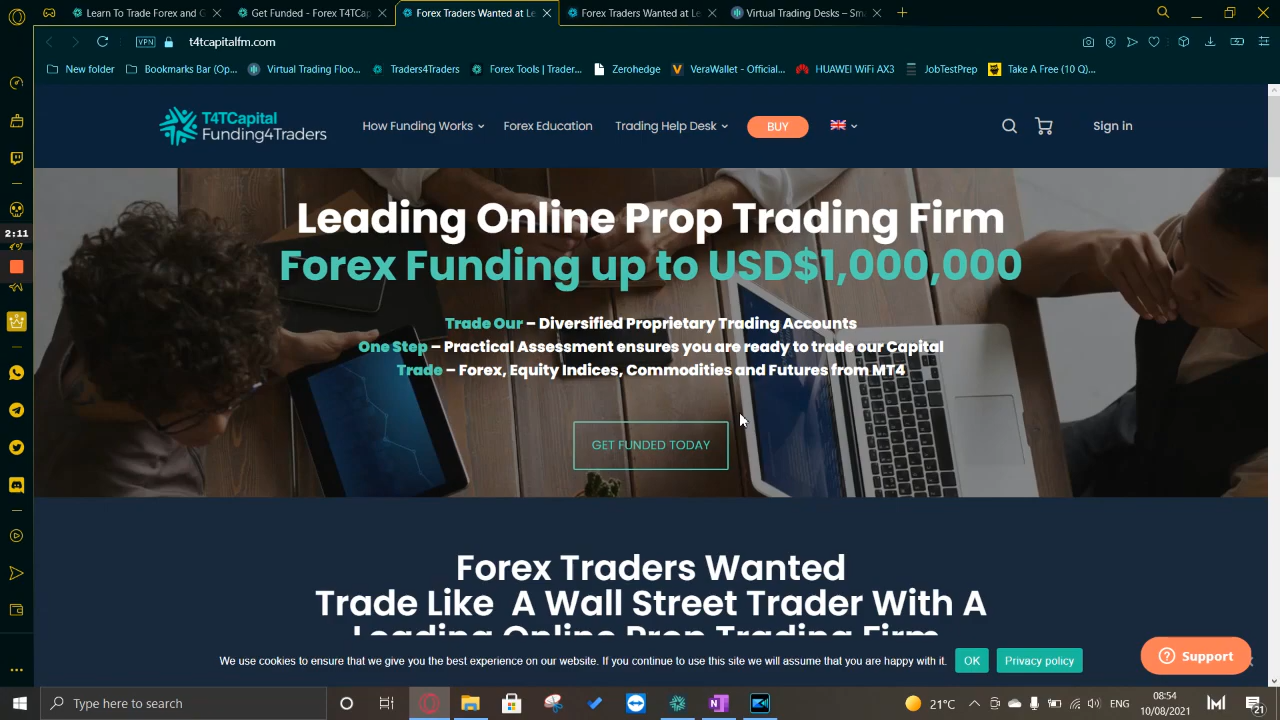 Learn To Trade Forex and G
Get Funded - Forex T4TCap
Forex Traders Wanted at Le
Forex Traders Wanted at Le
Virtual Trading Desks – Sma
VPN
t4tcapitalfm.com
New folder
Bookmarks Bar (Op...
Virtual Trading Floo...
Traders4Traders
Forex Tools | Trader...
Zerohedge
VeraWallet - Official...
HUAWEI WiFi AX3
JobTestPrep
Take A Free (10 Q)...
T4TCapital
Funding4Traders
How Funding Works
Forex Education
Trading Help Desk
BUY
Sign in
2:11
Leading Online Prop Trading Firm
Forex Funding up to USD$1,000,000
Trade Our – Diversified Proprietary Trading Accounts
One Step – Practical Assessment ensures you are ready to trade our Capital
Trade – Forex, Equity Indices, Commodities and Futures from MT4
GET FUNDED TODAY
Forex Traders Wanted
Trade Like A Wall Street Trader With A
Leading Online Prop Trading Firm
We use cookies to ensure that we give you the best experience on our website. If you continue to use this site we will assume that you are happy with it.
OK
Privacy policy
Support
Type here to search
21°C
ENG
08:54
10/08/2021
21